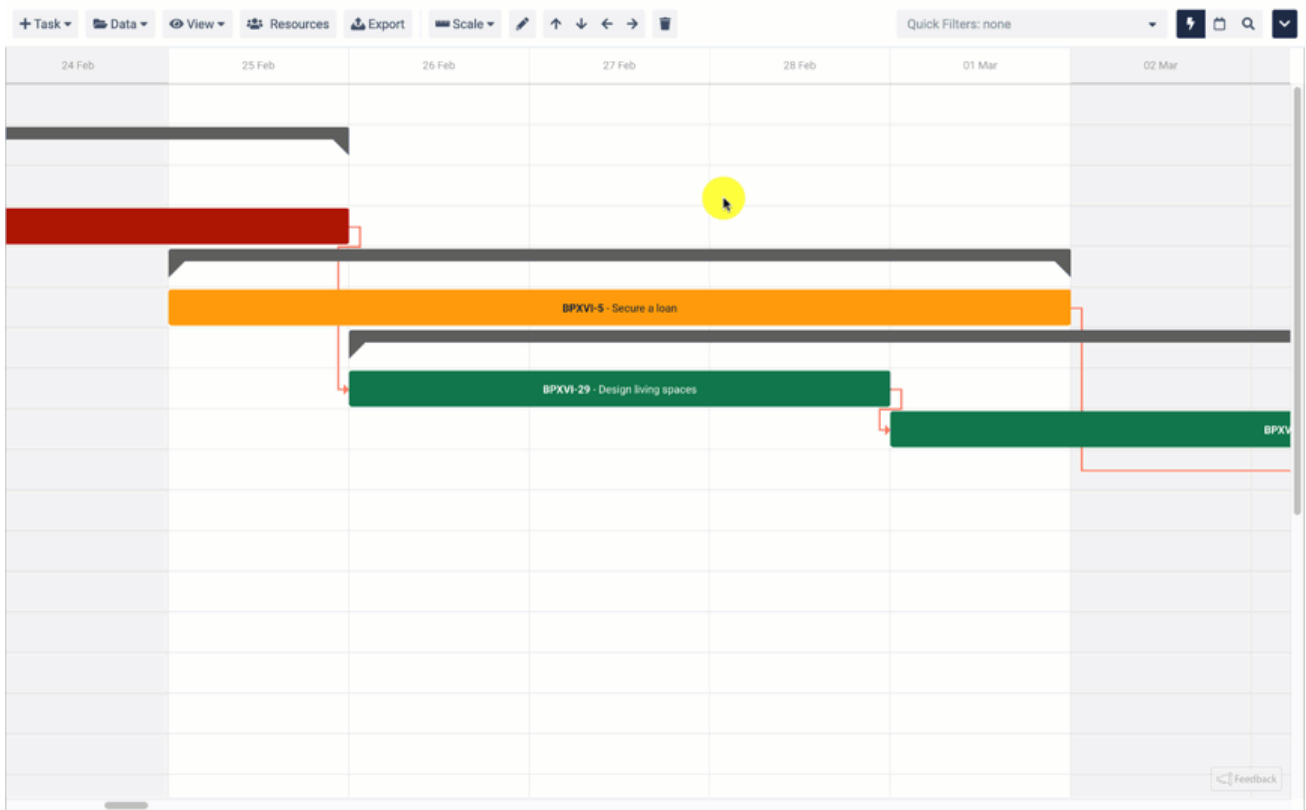 Task Data View Resources Export Scale Quick Filters: none
24 Feb 25 Feb 26 Feb 27 Feb 28 Feb 01 Mar 02 Mar
BPXVI-5 - Secure a loan
BPXVI-29 - Design living spaces
BPXV
Feedback